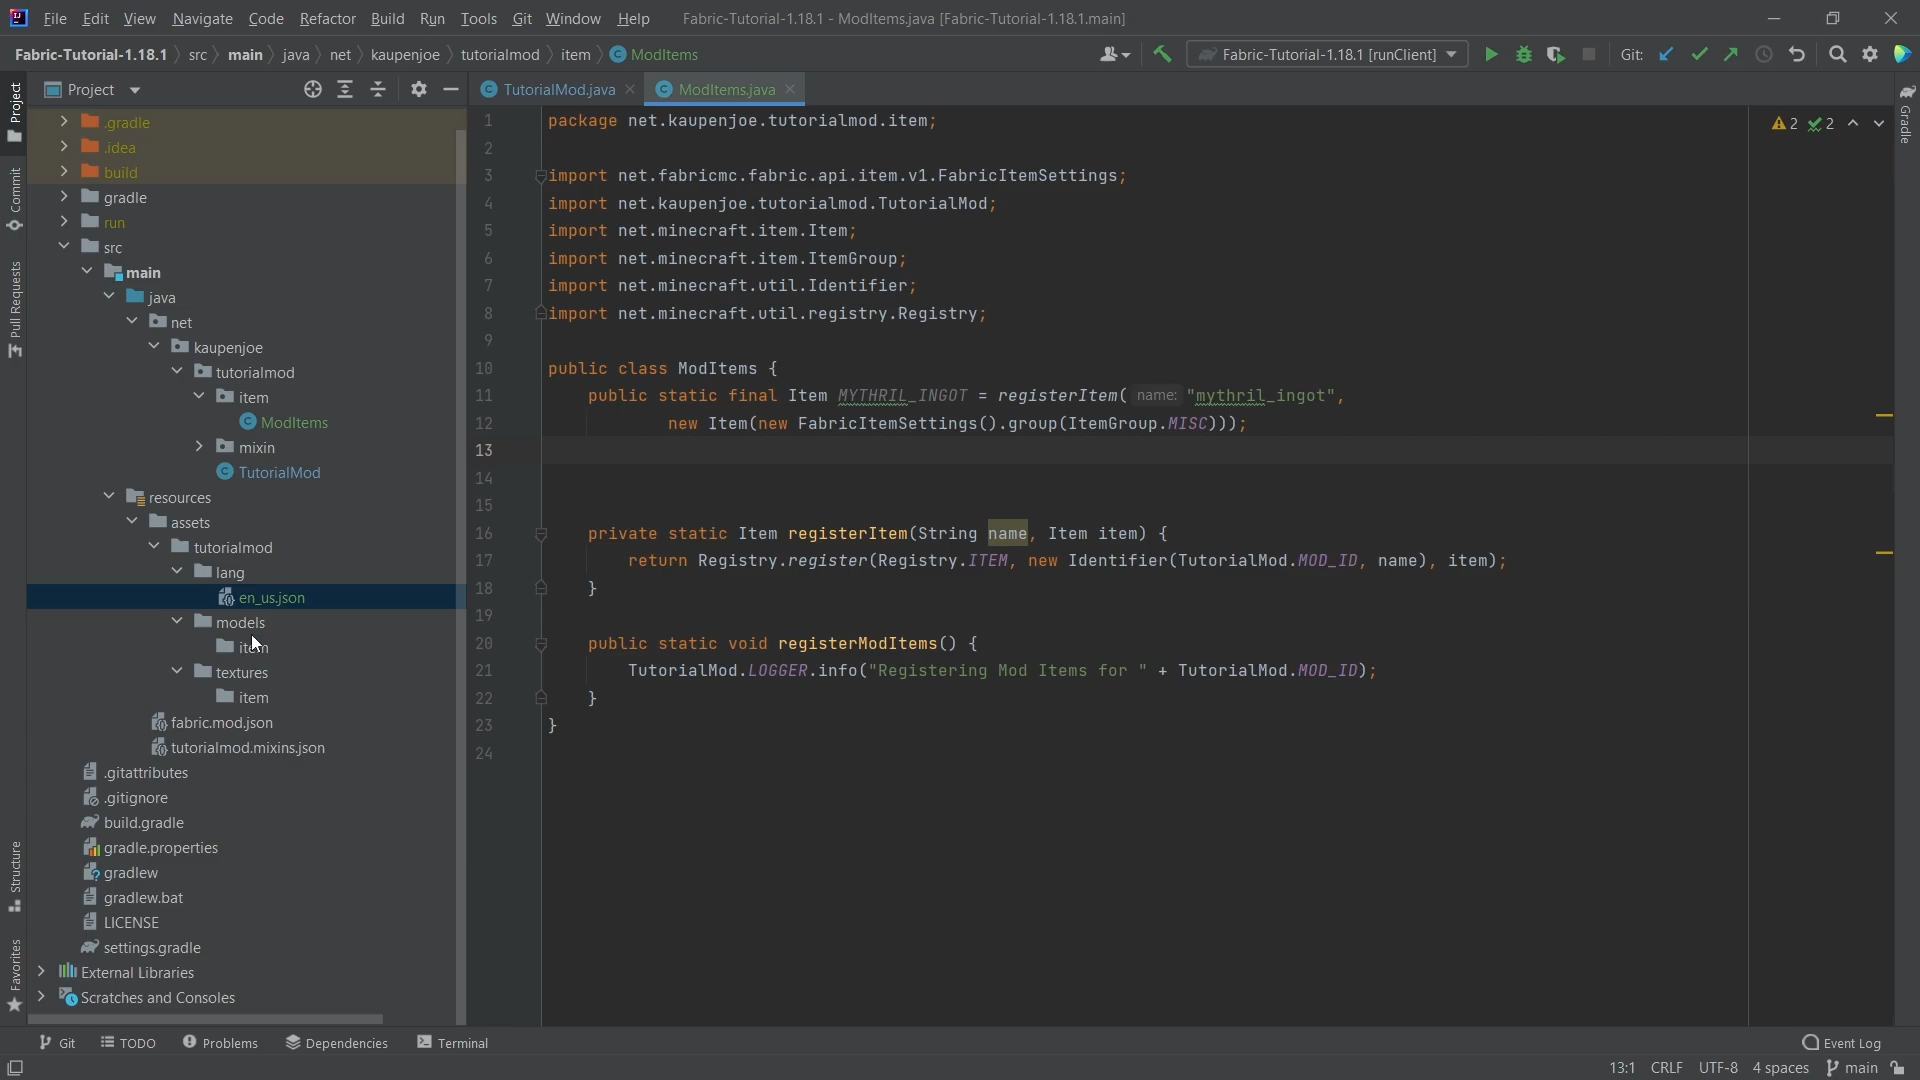 File Edit View Navigate Code Refactor Build Run Tools Git Window Help Fabric-Tutorial-1.18.1 - ModItems.java [Fabric-Tutorial-1.18.1.main]
Fabric-Tutorial-1.18.1 src main java net kaupenjoe tutorialmod item ModItems Fabric-Tutorial-1.18.1 [runClient] Git:
Project TutorialMod.java ModItems.java
Project
Commit
Pull Requests
Structure
Favorites
.gradle
.idea
build
gradle
run
src
main
java
net
kaupenjoe
tutorialmod
item
ModItems
mixin
TutorialMod
resources
assets
tutorialmod
lang
en_us.json
models
item
textures
item
fabric.mod.json
tutorialmod.mixins.json
.gitattributes
.gitignore
build.gradle
gradle.properties
gradlew
gradlew.bat
LICENSE
settings.gradle
External Libraries
Scratches and Consoles
1 package net.kaupenjoe.tutorialmod.item;
2
3 import net.fabricmc.fabric.api.item.v1.FabricItemSettings;
4 import net.kaupenjoe.tutorialmod.TutorialMod;
5 import net.minecraft.item.Item;
6 import net.minecraft.item.ItemGroup;
7 import net.minecraft.util.Identifier;
8 import net.minecraft.util.registry.Registry;
9
10 public class ModItems {
11 public static final Item MYTHRIL_INGOT = registerItem( name: "mythril_ingot",
12 new Item(new FabricItemSettings().group(ItemGroup.MISC)));
13
14
15
16 private static Item registerItem(String name, Item item) {
17 return Registry.register(Registry.ITEM, new Identifier(TutorialMod.MOD_ID, name), item);
18 }
19
20 public static void registerModItems() {
21 TutorialMod.LOGGER.info("Registering Mod Items for " + TutorialMod.MOD_ID);
22 }
23 }
24
2 2
Gradle
Git TODO Problems Dependencies Terminal Event Log
13:1 CRLF UTF-8 4 spaces main